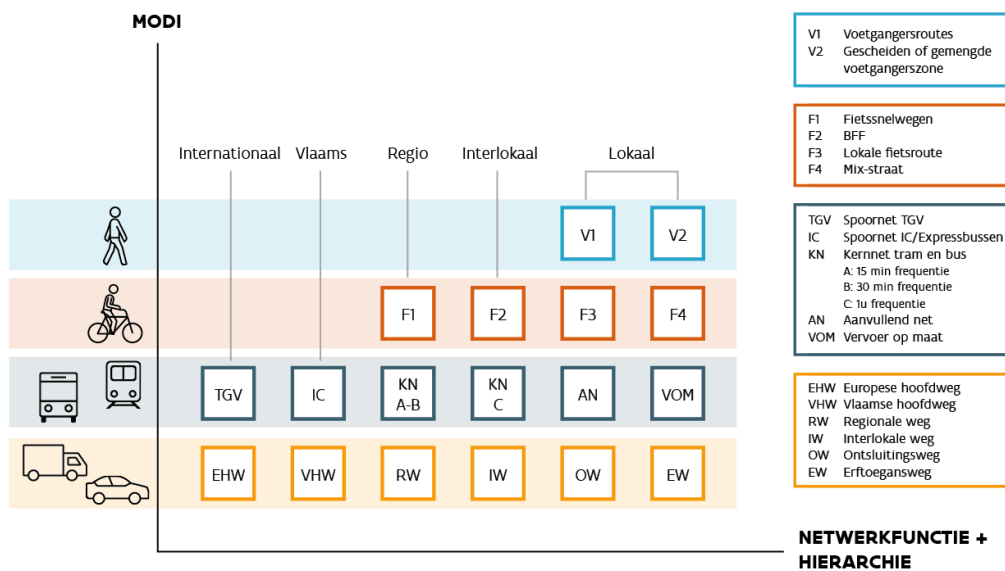 MODI
Internationaal Vlaams Regio Interlokaal Lokaal
V1 V2
F1 F2 F3 F4
TGV IC KN A-B KN C AN VOM
EHW VHW RW IW OW EW
NETWERKFUNCTIE +
HIERARCHIE
V1 Voetgangersroutes
V2 Gescheiden of gemengde
voetgangerszone
F1 Fietssnelwegen
F2 BFF
F3 Lokale fietsroute
F4 Mix-straat
TGV Spoornet TGV
IC Spoornet IC/Expressbussen
KN Kernnet tram en bus
A: 15 min frequentie
B: 30 min frequentie
C: 1u frequentie
AN Aanvullend net
VOM Vervoer op maat
EHW Europese hoofdweg
VHW Vlaamse hoofdweg
RW Regionale weg
IW Interlokale weg
OW Ontsluitingsweg
EW Erftoegansweg